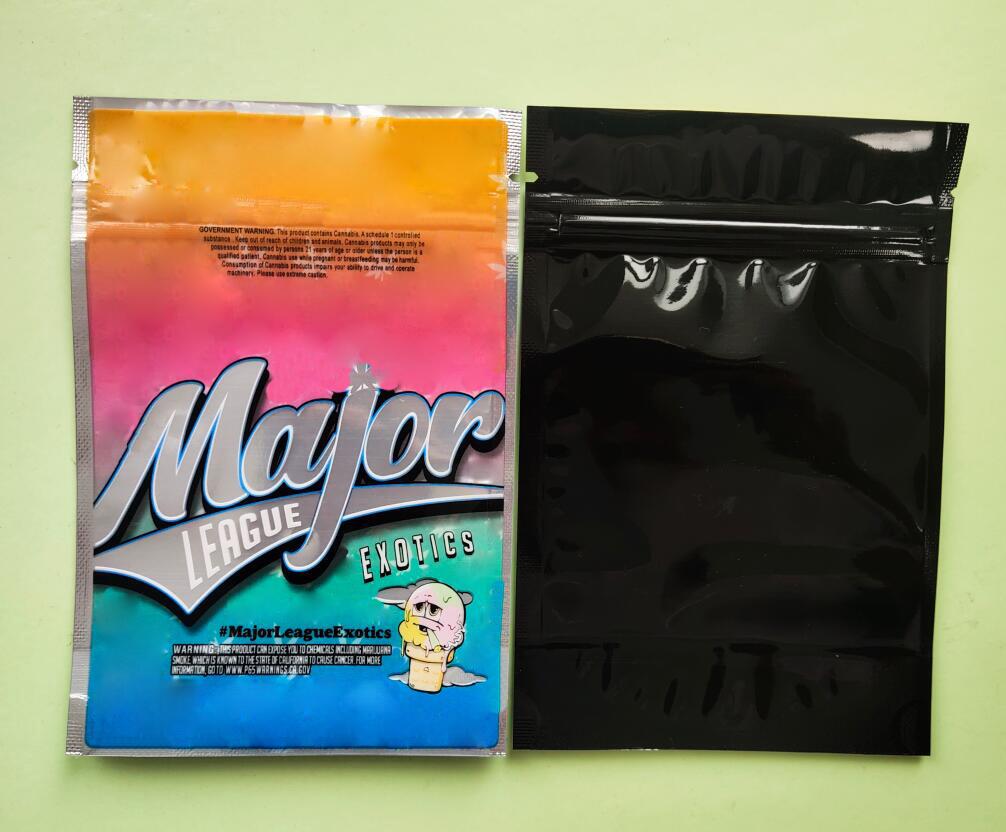 GOVERNMENT WARNING: This product contains Cannabis. A schedule 1 controlled
substance. Keep out of reach of children and animals. Cannabis products may only be
possessed or consumed by persons 21 years of age or older unless the person is a
qualified patient. Cannabis use while pregnant or breastfeeding may be harmful.
Consumption of Cannabis products impairs your ability to drive and operate
machinery. Please use extreme caution.
Major
LEAGUE
EXOTICS
#MajorLeagueExotics
WARNING: THIS PRODUCT CAN EXPOSE YOU TO CHEMICALS INCLUDING MARIJUANA
SMOKE, WHICH IS KNOWN TO THE STATE OF CALIFORNIA TO CAUSE CANCER. FOR MORE
INFORMATION, GO TO WWW.P65WARNINGS.CA.GOV